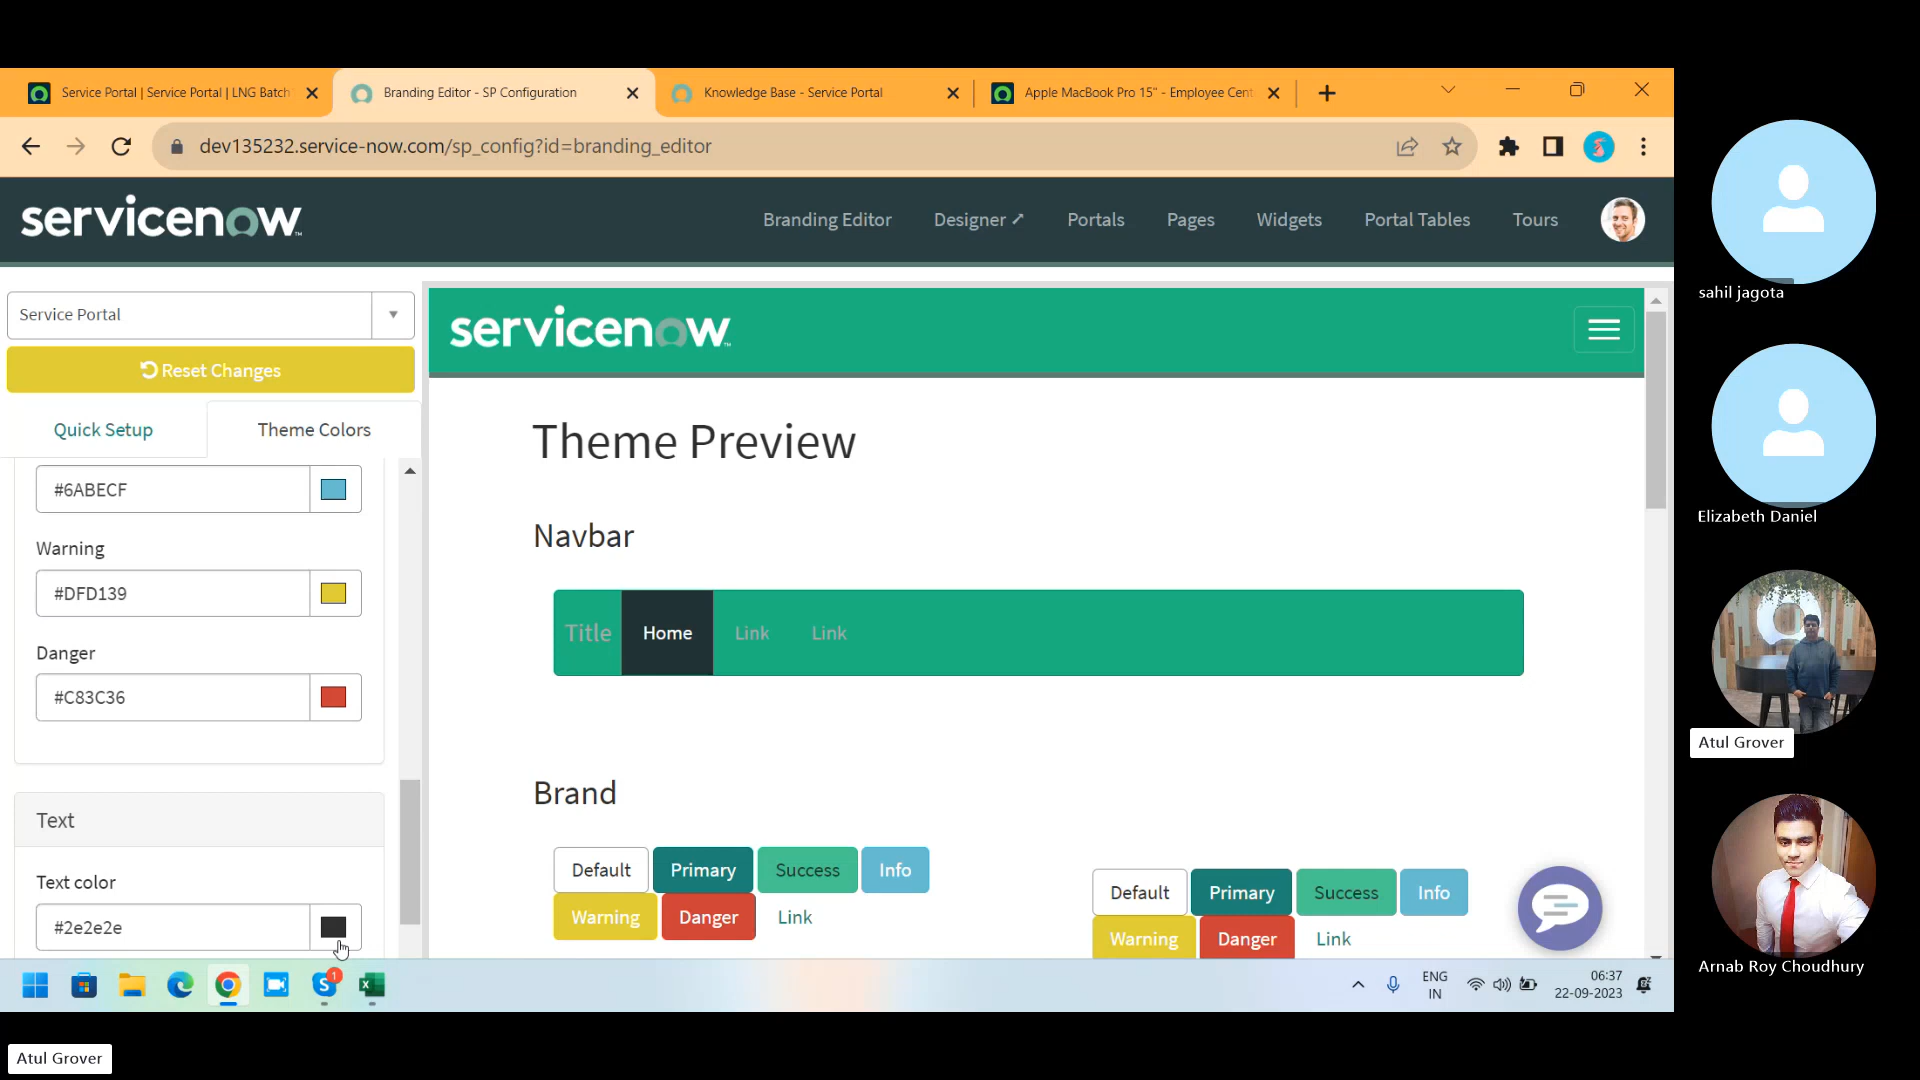 Service Portal | Service Portal | LNG Batch
Branding Editor - SP Configuration
Knowledge Base - Service Portal
Apple MacBook Pro 15" - Employee Cent
dev135232.service-now.com/sp_config?id=branding_editor
servicenow
Branding Editor
Designer
Portals
Pages
Widgets
Portal Tables
Tours
Service Portal
Reset Changes
Quick Setup
Theme Colors
#6ABECF
Warning
#DFD139
Danger
#C83C36
Text
Text color
#2e2e2e
servicenow
Theme Preview
Navbar
Title Home Link Link
Brand
Default Primary Success Info
Warning Danger Link
Default Primary Success Info
Warning Danger Link
1
ENG
IN
06:37
22-09-2023
sahil jagota
Elizabeth Daniel
Atul Grover
Arnab Roy Choudhury
Atul Grover